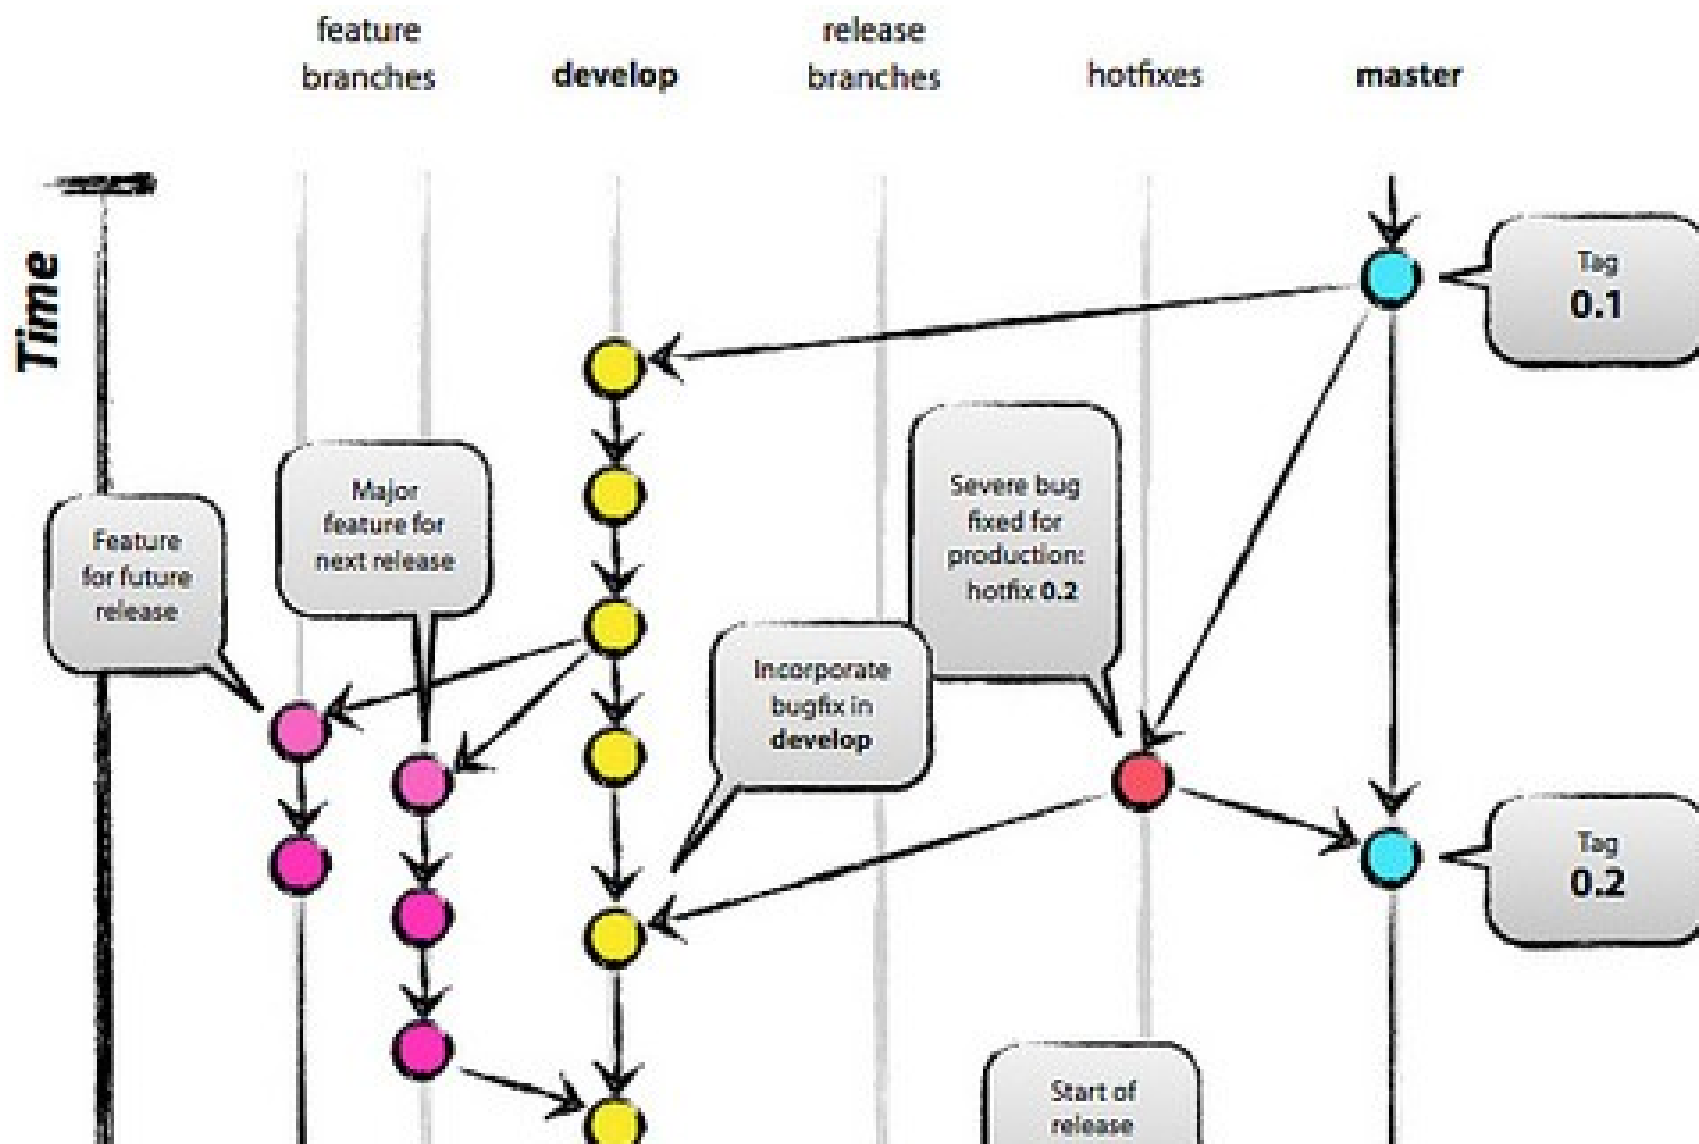 feature
branches
develop
release
branches
hotfixes
master
Time
Tag
0.1
Feature
for future
release
Major
feature for
next release
Severe bug
fixed for
production:
hotfix 0.2
Incorporate
bugfix in
develop
Tag
0.2
Start of
release